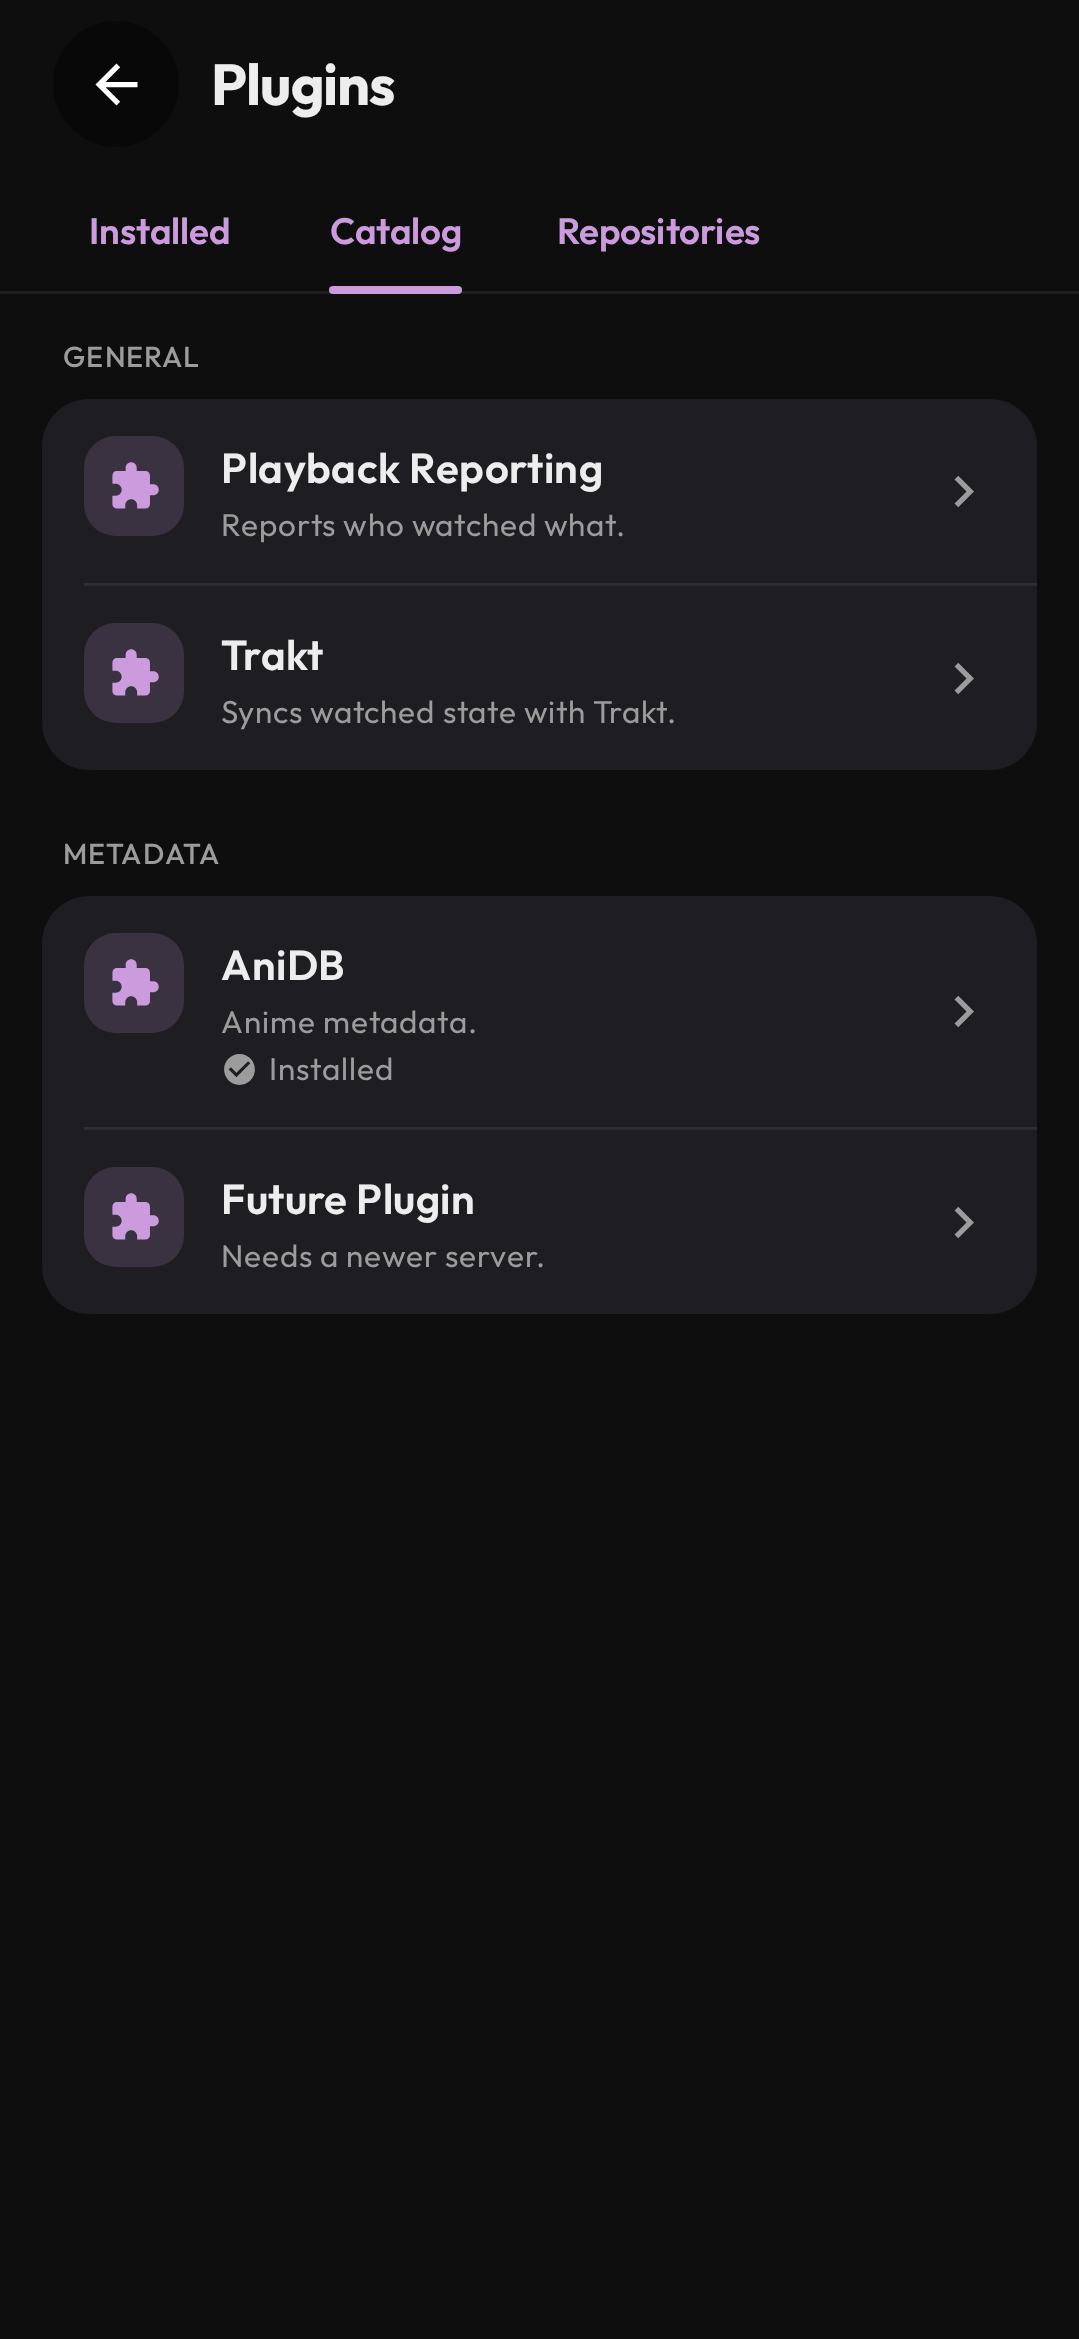 Plugins
Installed Catalog Repositories
GENERAL
Playback Reporting
Reports who watched what.
Trakt
Syncs watched state with Trakt.
METADATA
AniDB
Anime metadata.
Installed
Future Plugin
Needs a newer server.